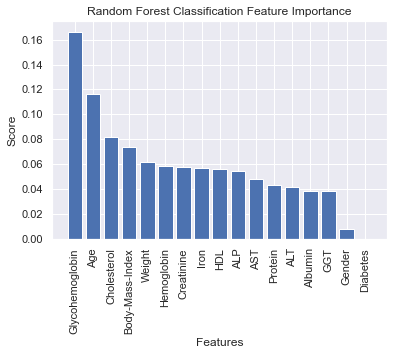 Random Forest Classification Feature Importance
0.16
0.14
0.12
0.10
0.08
0.06
0.04
0.02
0.00
Score
Glycohemoglobin
Age
Cholesterol
Body-Mass-Index
Weight
Hemoglobin
Creatinine
Iron
HDL
ALP
AST
Protein
ALT
Albumin
GGT
Gender
Diabetes
Features